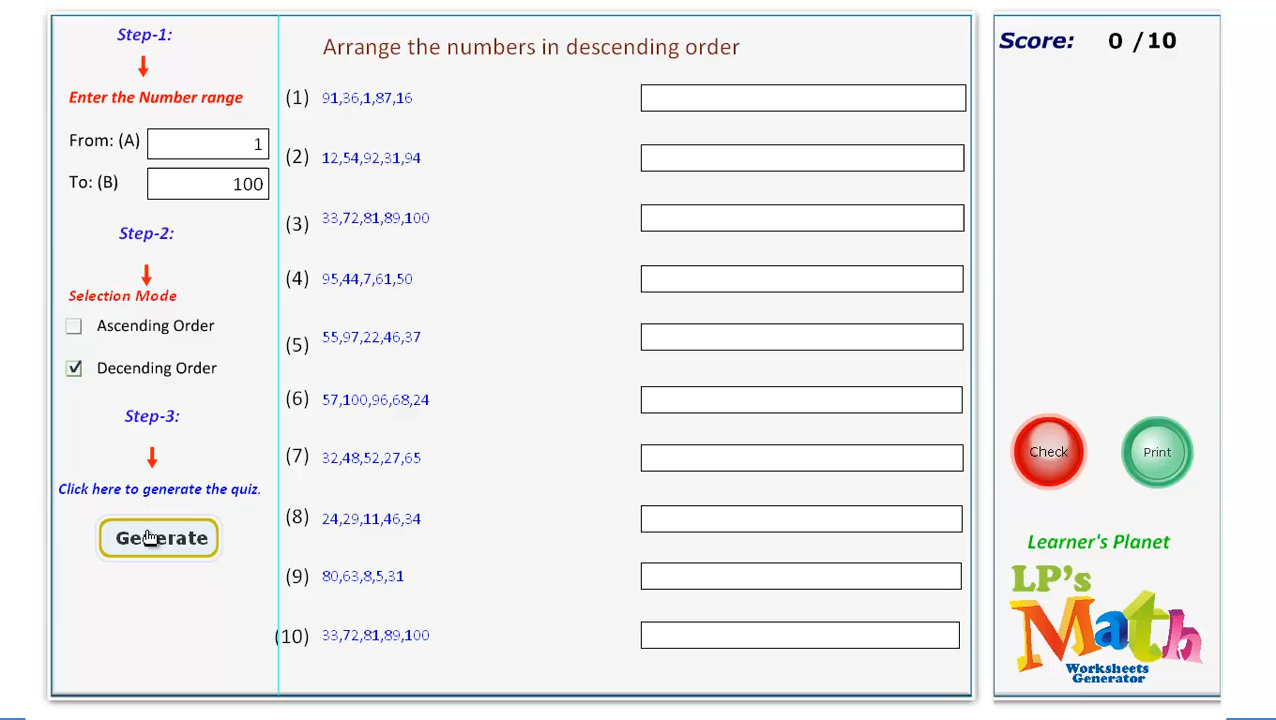 Step-1:
Enter the Number range
From: (A) 1
To: (B) 100
Step-2:
Selection Mode
Ascending Order
Decending Order
Step-3:
Click here to generate the quiz.
Generate
Arrange the numbers in descending order
(1) 91,36,1,87,16
(2) 12,54,92,31,94
(3) 33,72,81,89,100
(4) 95,44,7,61,50
(5) 55,97,22,46,37
(6) 57,100,96,68,24
(7) 32,48,52,27,65
(8) 24,29,11,46,34
(9) 80,63,8,5,31
(10) 33,72,81,89,100
Score: 0 /10
Check
Print
Learner's Planet
LP's
Math
Worksheets
Generator